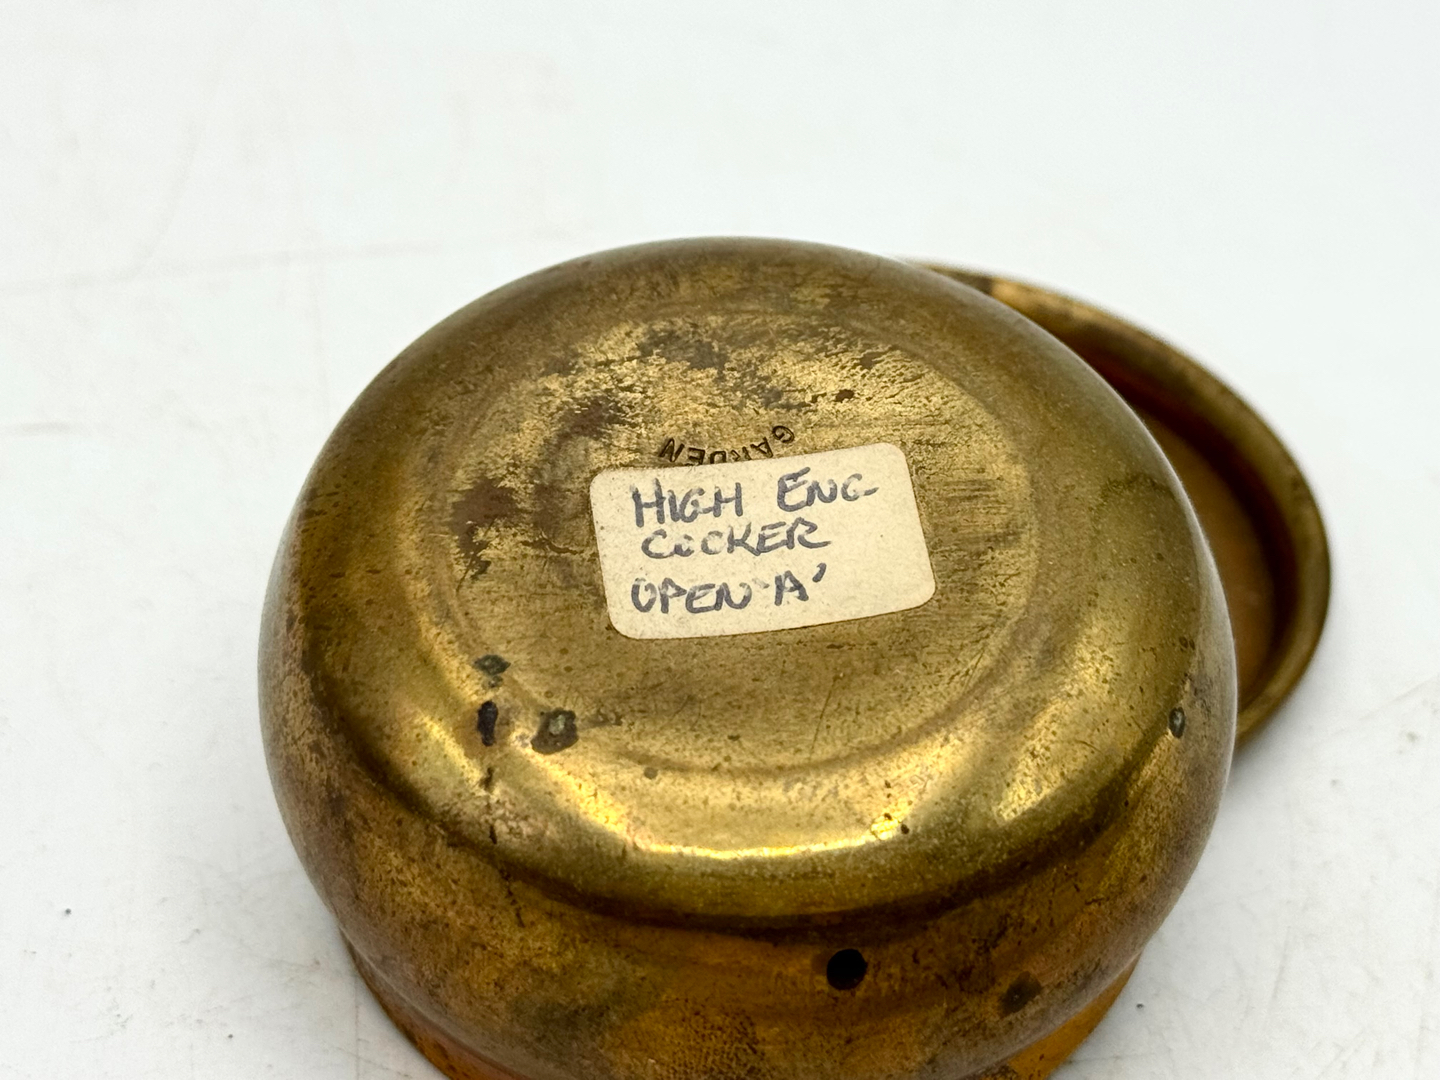 GARDEN
HIGH ENG
COCKER
OPEN 'A'